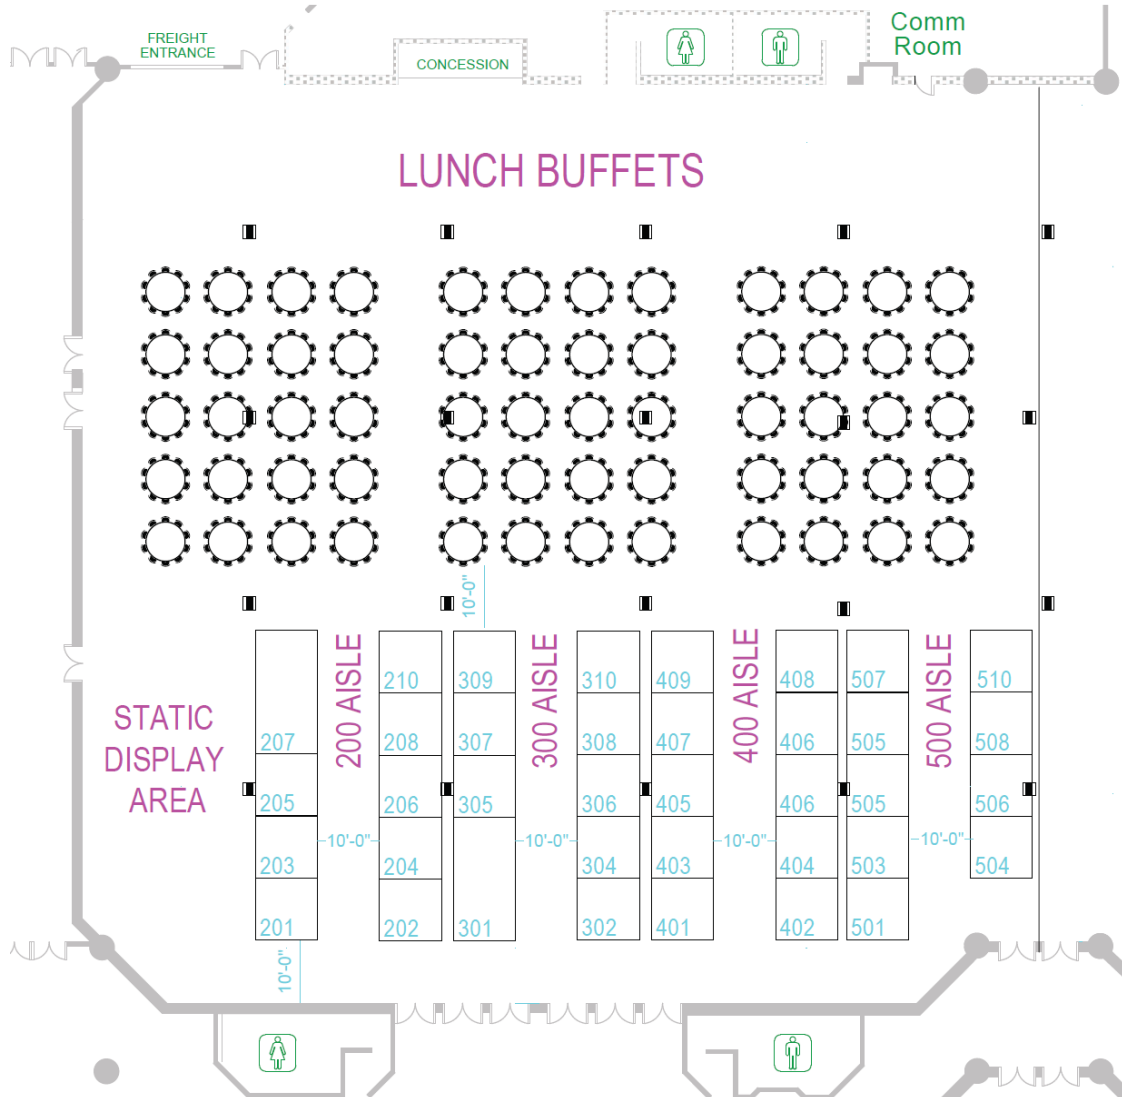 FREIGHT
ENTRANCE
CONCESSION
Comm
Room
LUNCH BUFFETS
10'-0"
STATIC
DISPLAY
AREA
200 AISLE
300 AISLE
400 AISLE
500 AISLE
210 309 310 409 408 507 510
207 208 307 308 407 406 505 508
205 206 305 306 405 406 505 506
10'-0" 10'-0" 10'-0" 10'-0"
203 204 304 403 404 503 504
201 202 301 302 401 402 501
10'-0"